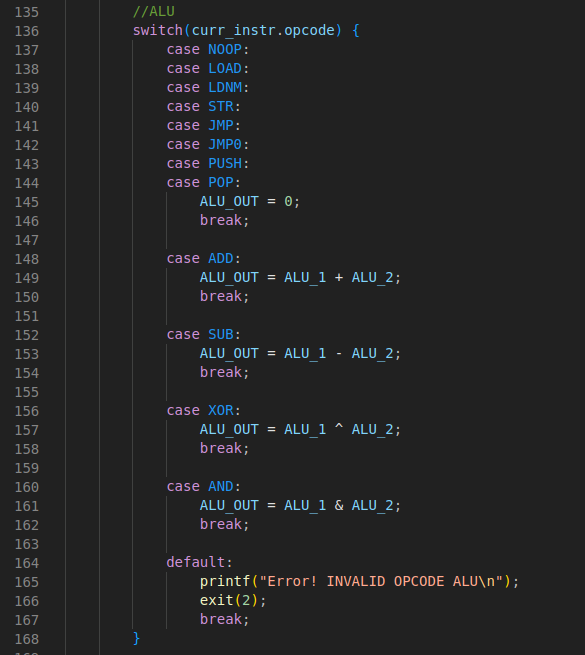 135 //ALU
136 switch(curr_instr.opcode) {
137 case NOOP:
138 case LOAD:
139 case LDNM:
140 case STR:
141 case JMP:
142 case JMP0:
143 case PUSH:
144 case POP:
145 ALU_OUT = 0;
146 break;
147
148 case ADD:
149 ALU_OUT = ALU_1 + ALU_2;
150 break;
151
152 case SUB:
153 ALU_OUT = ALU_1 - ALU_2;
154 break;
155
156 case XOR:
157 ALU_OUT = ALU_1 ^ ALU_2;
158 break;
159
160 case AND:
161 ALU_OUT = ALU_1 & ALU_2;
162 break;
163
164 default:
165 printf("Error! INVALID OPCODE ALU\n");
166 exit(2);
167 break;
168 }